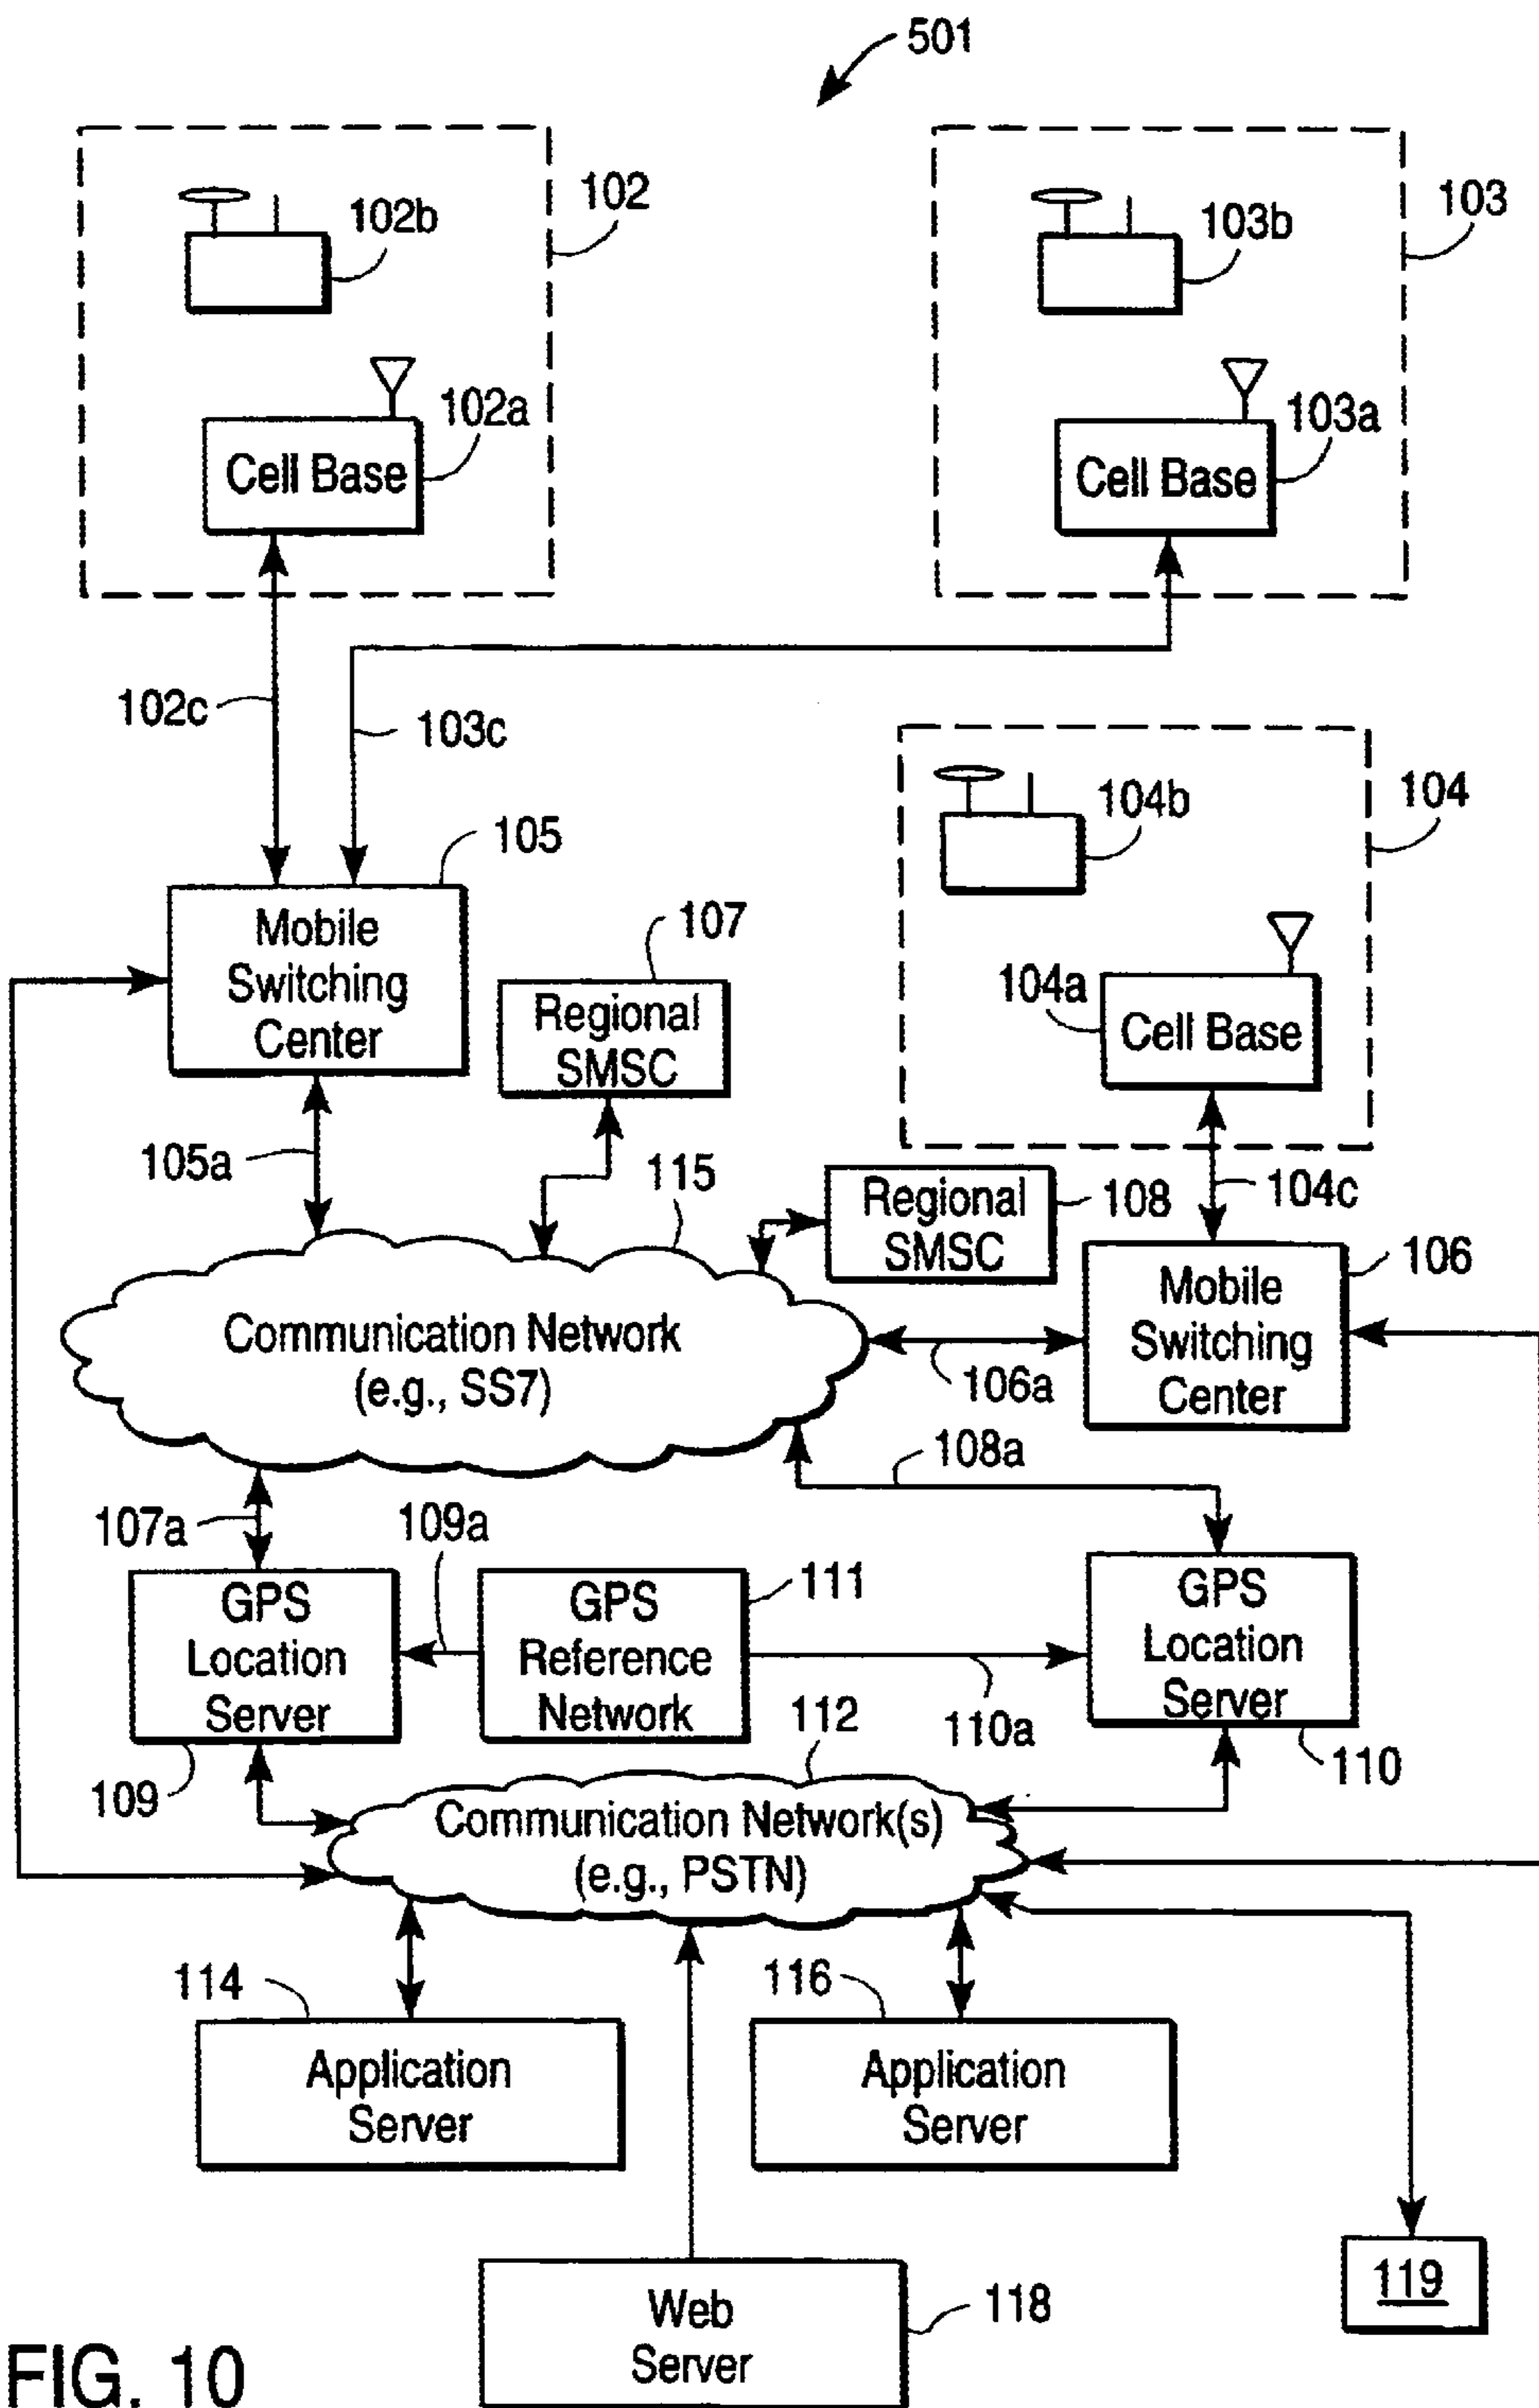 501
102
102b
102a
Cell Base
103
103b
103a
Cell Base
102c
103c
104
104b
104a
Cell Base
105
Mobile
Switching
Center
107
Regional
SMSC
105a
115
108
Regional
SMSC
104c
106
Mobile
Switching
Center
Communication Network
(e.g., SS7)
106a
108a
107a
109a
GPS
Location
Server
109
111
GPS
Reference
Network
110a
GPS
Location
Server
110
112
Communication Network(s)
(e.g., PSTN)
114
Application
Server
116
Application
Server
119
Web
Server
118
FIG. 10